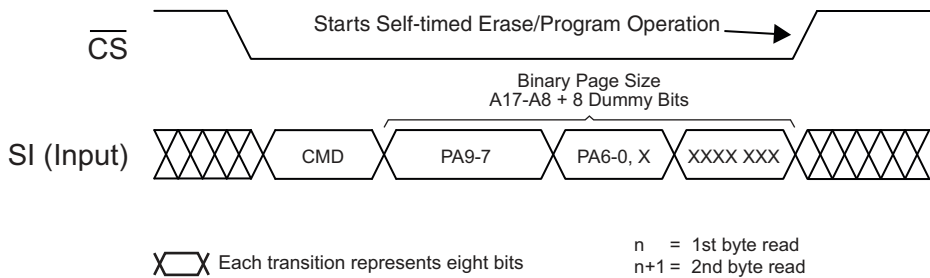 Starts Self-timed Erase/Program Operation
CS
Binary Page Size
A17-A8 + 8 Dummy Bits
SI (Input)
CMD
PA9-7
PA6-0, X
XXXX XXX
Each transition represents eight bits
n = 1st byte read
n+1 = 2nd byte read